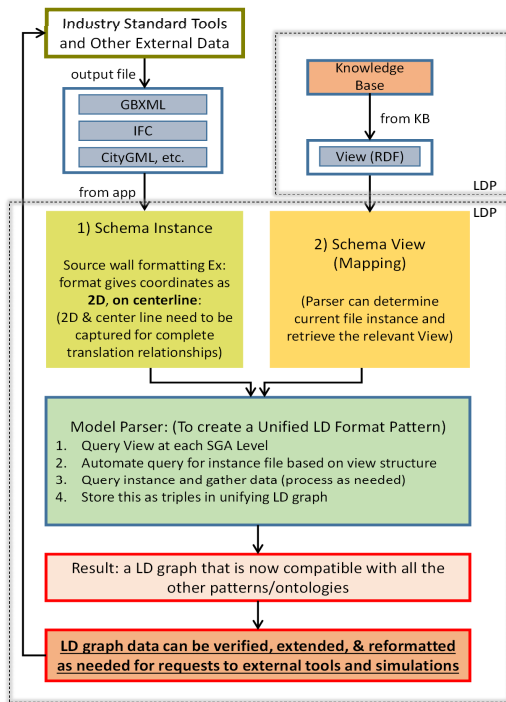 Industry Standard Tools
and Other External Data
output file
GBXML
IFC
CityGML, etc.
from app
Knowledge
Base
from KB
View (RDF)
LDP
LDP
1) Schema Instance
Source wall formatting Ex:
format gives coordinates as
2D, on centerline:
(2D & center line need to be
captured for complete
translation relationships)
2) Schema View
(Mapping)
(Parser can determine
current file instance and
retrieve the relevant View)
Model Parser: (To create a Unified LD Format Pattern)
1. Query View at each SGA Level
2. Automate query for instance file based on view structure
3. Query instance and gather data (process as needed)
4. Store this as triples in unifying LD graph
Result: a LD graph that is now compatible with all the
other patterns/ontologies
LD graph data can be verified, extended, & reformatted
as needed for requests to external tools and simulations